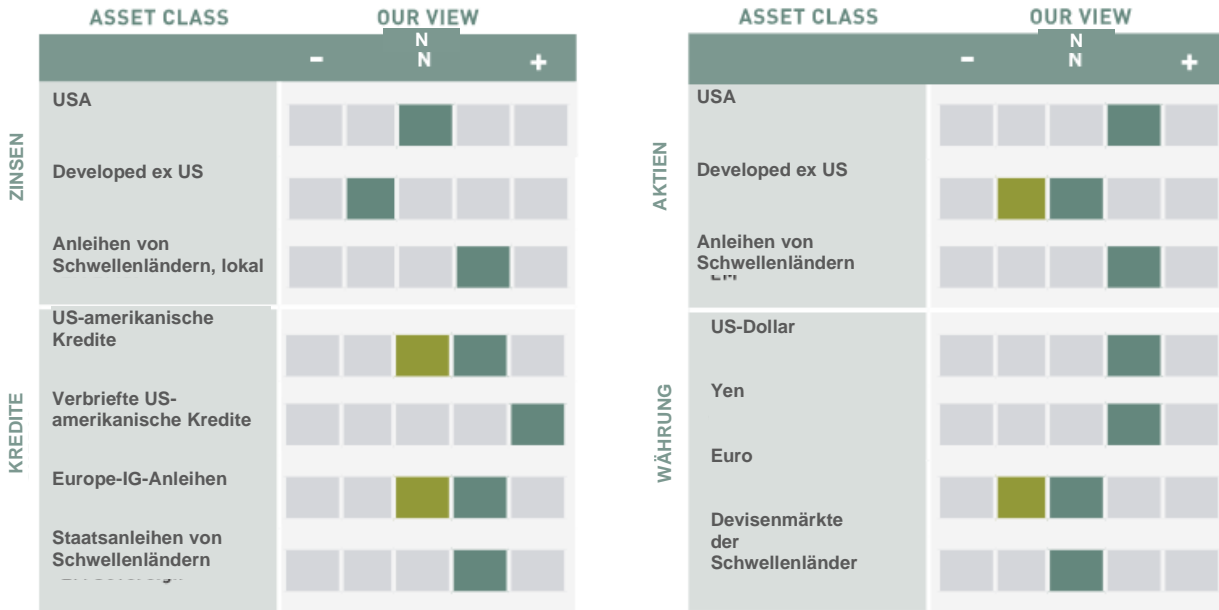 ASSET CLASS OUR VIEW
N
- N +
ZINSEN
USA
Developed ex US
Anleihen von
Schwellenländern, lokal
KREDITE
US-amerikanische
Kredite
Verbriefte US-
amerikanische Kredite
Europe-IG-Anleihen
Staatsanleihen von
Schwellenländern
ASSET CLASS OUR VIEW
N
- N +
AKTIEN
USA
Developed ex US
Anleihen von
Schwellenländern
WÄHRUNG
US-Dollar
Yen
Euro
Devisenmärkte
der
Schwellenländer